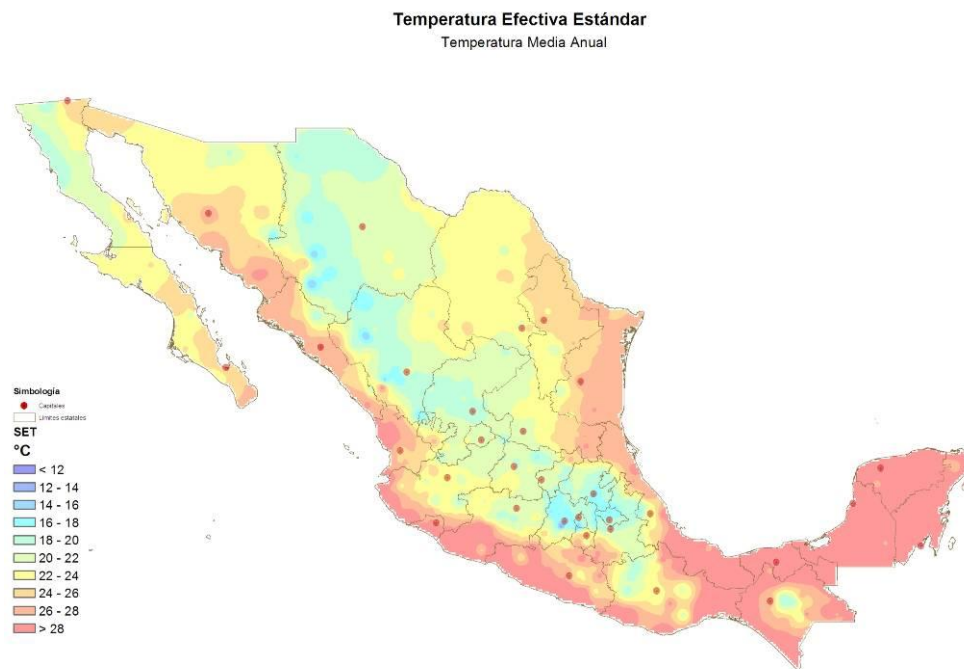 Temperatura Efectiva Estándar
Temperatura Media Anual
Simbología
Capitales
Límites estatales
SET
°C
< 12
12 - 14
14 - 16
16 - 18
18 - 20
20 - 22
22 - 24
24 - 26
26 - 28
> 28